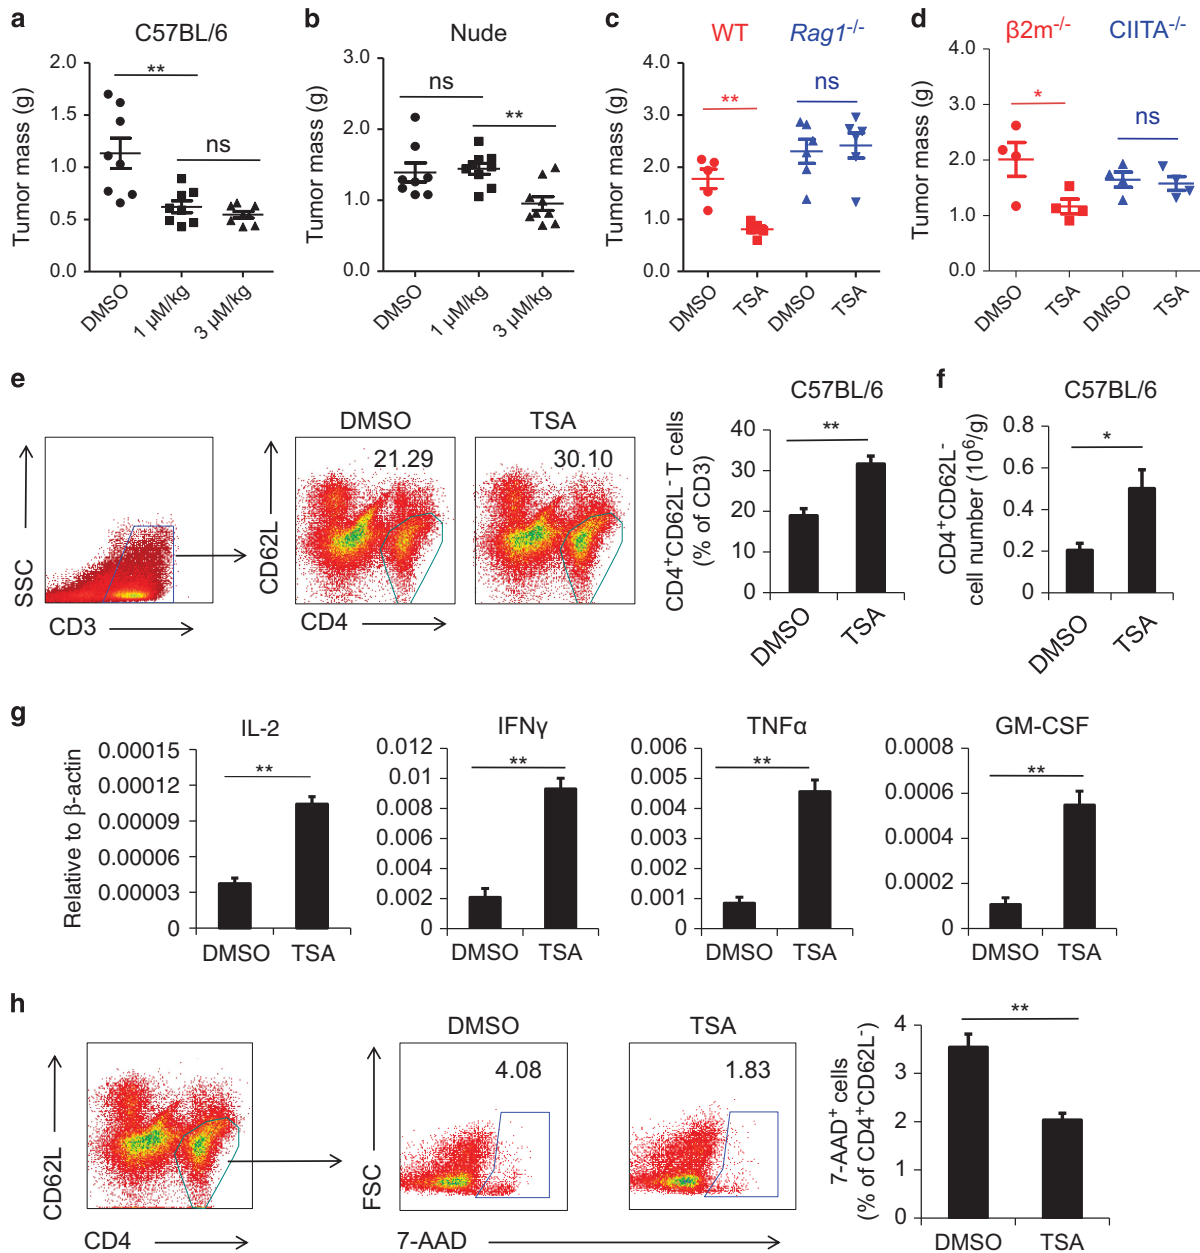 a
C57BL/6
Tumor mass (g)
2.0
1.5
1.0
0.5
0.0
**
ns
DMSO
1 µM/kg
3 µM/kg
b
Nude
Tumor mass (g)
3.0
2.0
1.0
0.0
ns
**
DMSO
1 µM/kg
3 µM/kg
c
WT
Rag1-/-
Tumor mass (g)
4.0
3.0
2.0
1.0
0.0
**
ns
DMSO
TSA
DMSO
TSA
d
β2m-/-
CIITA-/-
Tumor mass (g)
4.0
3.0
2.0
1.0
0.0
*
ns
DMSO
TSA
DMSO
TSA
e
SSC
CD3
CD62L
CD4
DMSO
21.29
TSA
30.10
C57BL/6
CD4+CD62L- T cells
(% of CD3)
40
30
20
10
0
**
DMSO
TSA
f
C57BL/6
CD4+CD62L-
cell number (10^6/g)
0.8
0.6
0.4
0.2
0
*
DMSO
TSA
g
Relative to β-actin
IL-2
0.00015
0.00012
0.00009
0.00006
0.00003
0
**
DMSO
TSA
IFNγ
0.012
0.01
0.008
0.006
0.004
0.002
0
**
DMSO
TSA
TNFα
0.006
0.005
0.004
0.003
0.002
0.001
0
**
DMSO
TSA
GM-CSF
0.0008
0.0006
0.0004
0.0002
0
**
DMSO
TSA
h
CD62L
CD4
FSC
7-AAD
DMSO
4.08
TSA
1.83
7-AAD+ cells
(% of CD4+CD62L-)
4
3
2
1
0
**
DMSO
TSA